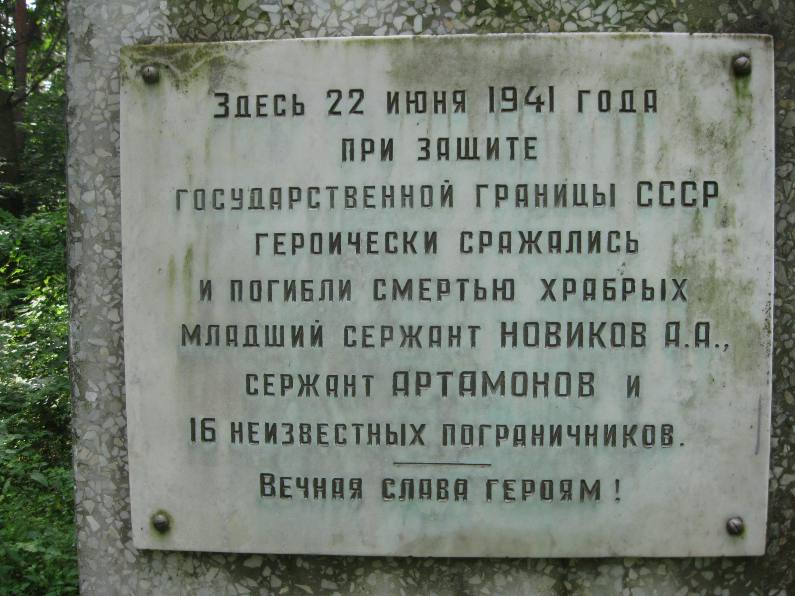 Здесь 22 июня 1941 года
при защите
государственной границы СССР
героически сражались
и погибли смертью храбрых
младший сержант НОВИКОВ А.А.,
сержант АРТАМОНОВ и
16 неизвестных пограничников.
Вечная слава героям!